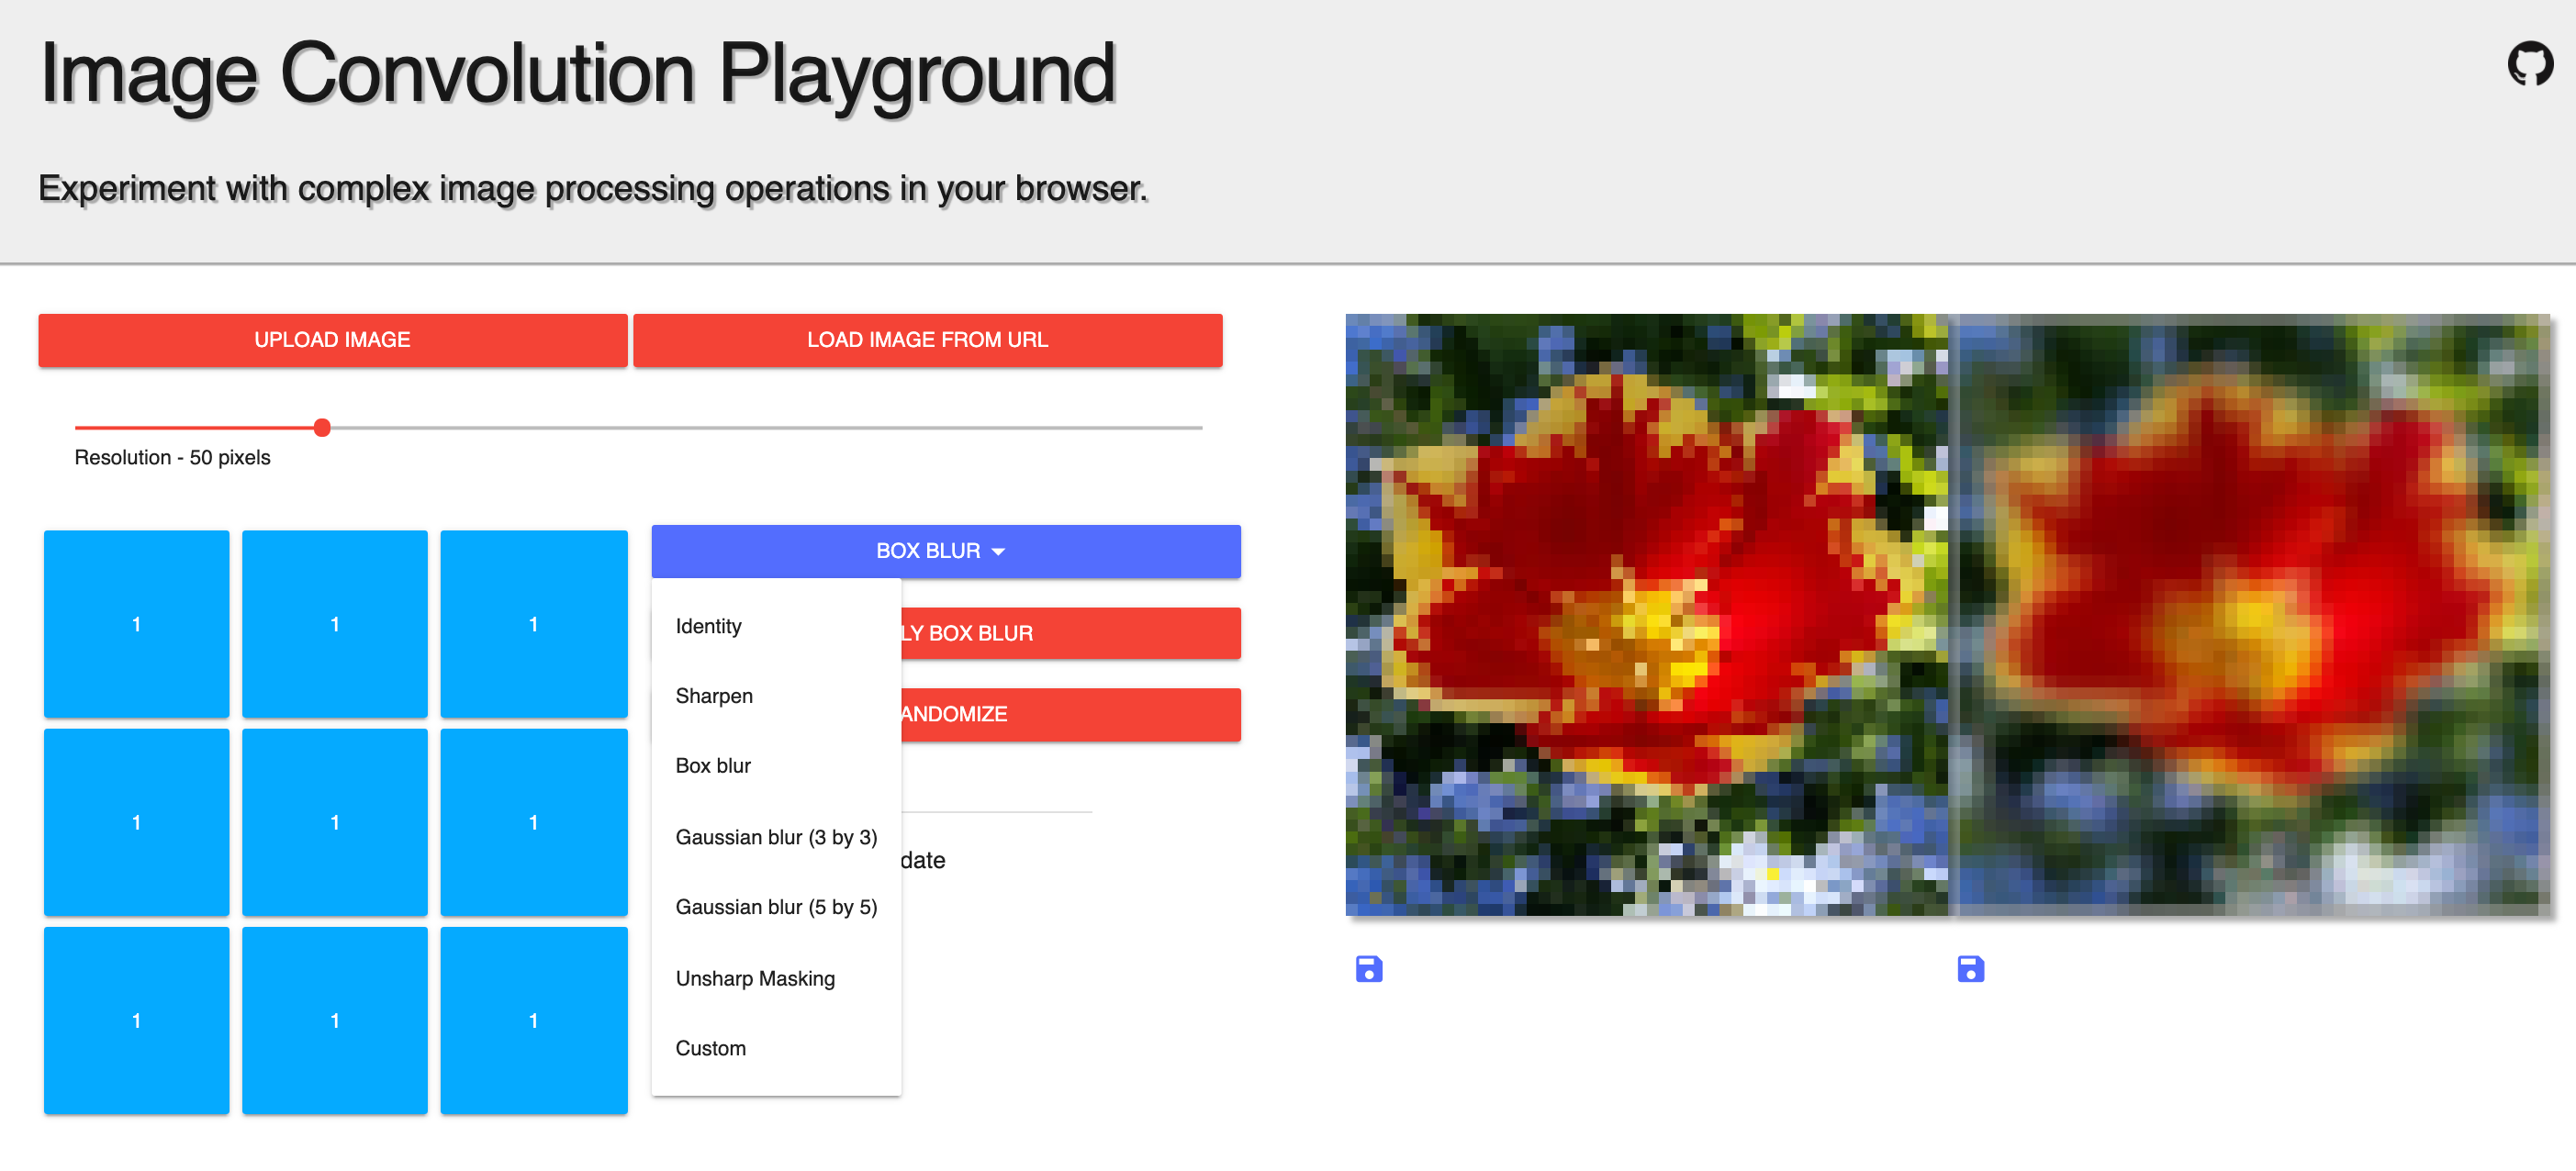 Image Convolution Playground
Experiment with complex image processing operations in your browser.
UPLOAD IMAGE
LOAD IMAGE FROM URL
Resolution - 50 pixels
1 1 1
1 1 1
1 1 1
BOX BLUR
Identity
LY BOX BLUR
Sharpen
ANDOMIZE
Box blur
Gaussian blur (3 by 3)
date
Gaussian blur (5 by 5)
Unsharp Masking
Custom